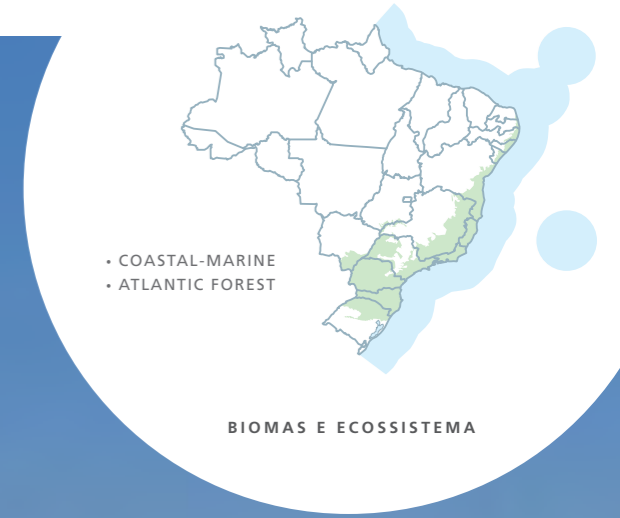 • COASTAL-MARINE
• ATLANTIC FOREST
BIOMAS E ECOSSISTEMA